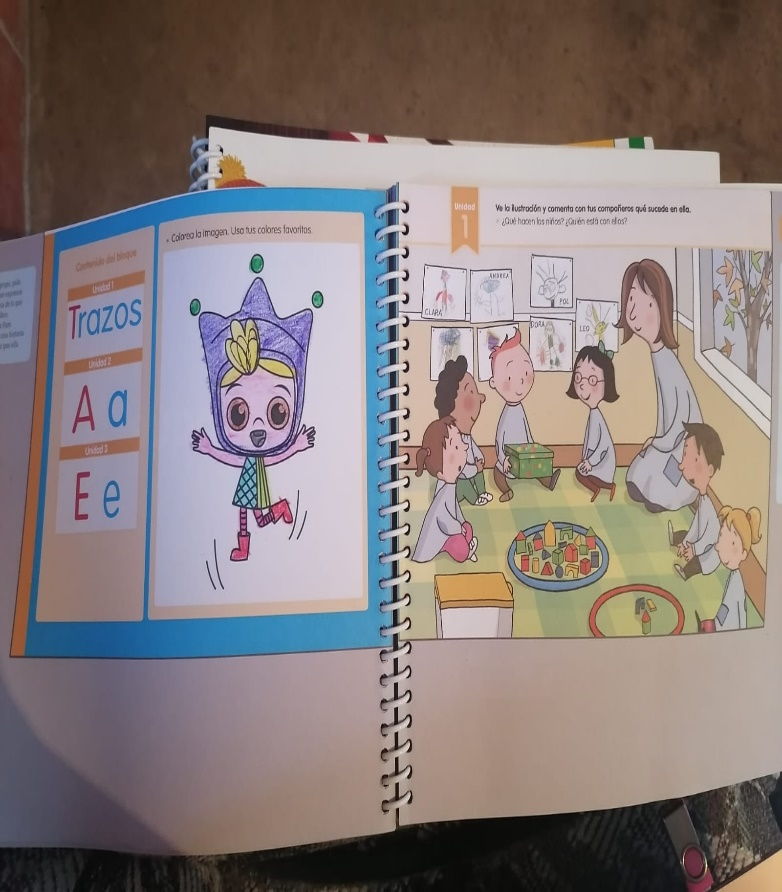 Contenido del bloque
Unidad 1
Trazos
Unidad 2
A a
Unidad 3
E e
• Colorea la imagen. Usa tus colores favoritos.
Unidad
1
Ve la ilustración y comenta con tus compañeros qué sucede en ella.
• ¿Qué hacen los niños? ¿Quién está con ellos?
CLARA
ANDREA
POL
DORA
LEO